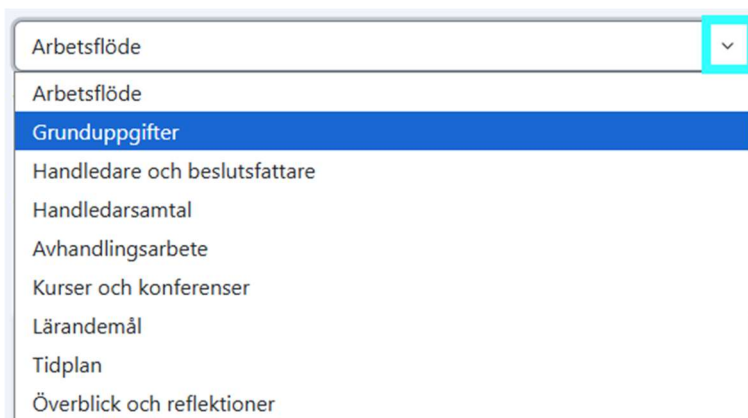 Arbetsflöde
Arbetsflöde
Grunduppgifter
Handledare och beslutsfattare
Handledarsamtal
Avhandlingsarbete
Kurser och konferenser
Lärandemål
Tidplan
Överblick och reflektioner